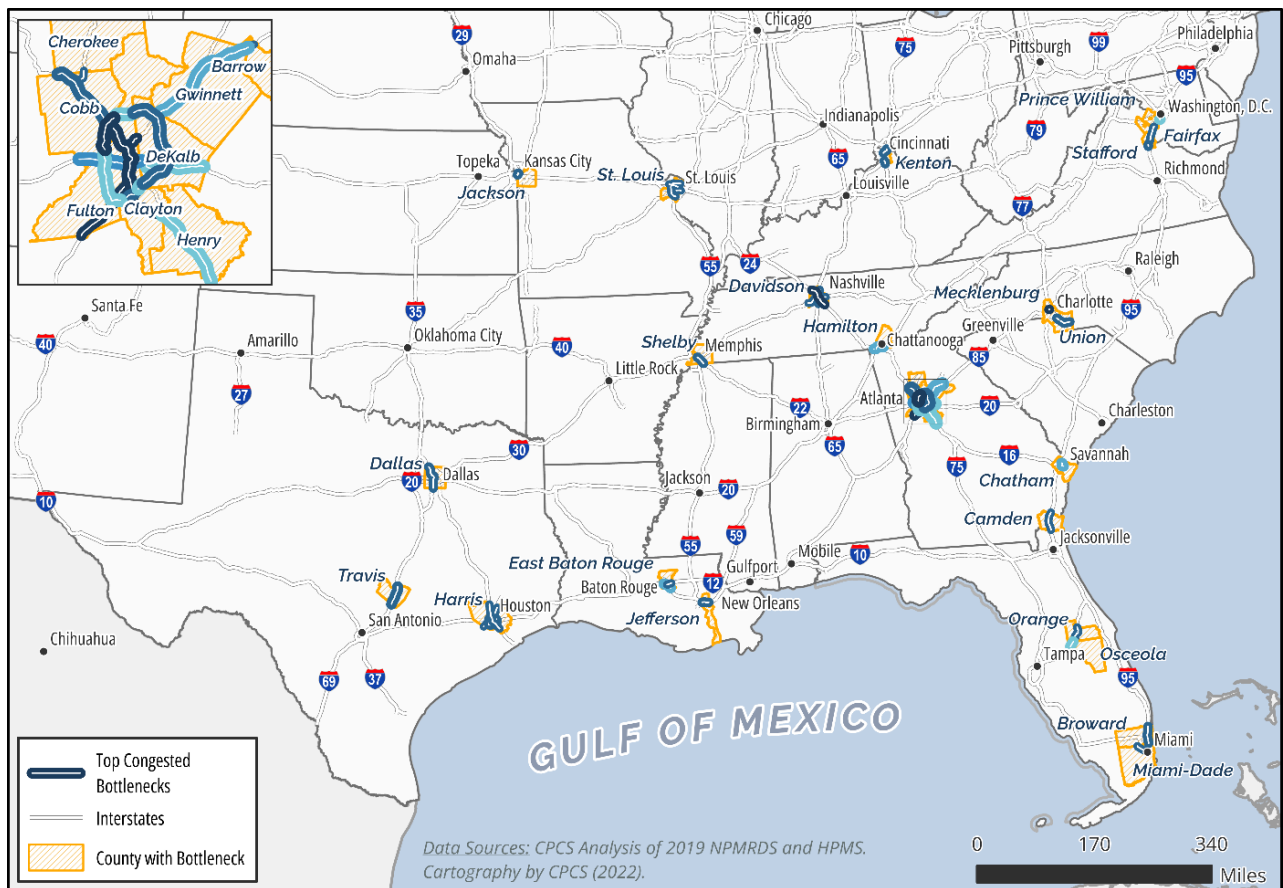 Cherokee
Barrow
Gwinnett
Cobb
DeKalb
Fulton
Clayton
Henry
Chicago
29
Omaha
75
Pittsburgh
99
Philadelphia
95
Prince William
Washington, D.C.
Fairfax
Stafford
79
Indianapolis
Cincinnati
Kenton
65
Topeka
Kansas City
Jackson
St. Louis
St. Louis
Louisville
Richmond
77
55
24
Davidson
Nashville
Raleigh
Mecklenburg
Charlotte
95
Union
Hamilton
Greenville
Chattanooga
85
Santa Fe
40
Amarillo
27
35
Oklahoma City
40
Shelby
Memphis
Little Rock
22
Birmingham
65
Atlanta
20
Charleston
75
16
Savannah
Chatham
Camden
Jacksonville
30
Dallas
Dallas
20
10
Jackson
20
55
59
Mobile
10
East Baton Rouge
Gulfport
Baton Rouge
12
New Orleans
Jefferson
Travis
Harris
Houston
San Antonio
Chihuahua
69
37
Orange
Osceola
Tampa
95
Broward
Miami
Miami-Dade
GULF OF MEXICO
Top Congested
Bottlenecks
Interstates
County with Bottleneck
Data Sources: CPCS Analysis of 2019 NPMRDS and HPMS.
Cartography by CPCS (2022).
0 170 340
Miles